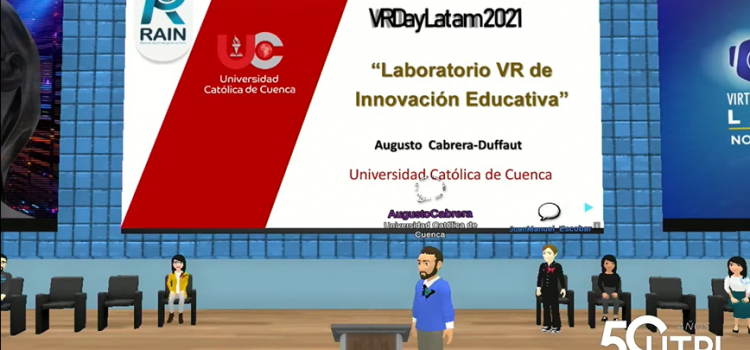 RAIN
VRDayLatam2021
UC
Universidad
Católica de Cuenca
“Laboratorio VR de
Innovación Educativa”
Augusto Cabrera-Duffaut
Universidad Católica de Cuenca
AugustoCabrera
Universidad Católica de
Cuenca
JuanManuel_Escobar
VIRT
L
NO
AÑOS
50 UTPL